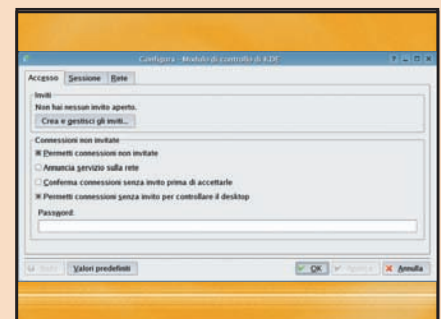 Configura - Modulo di controllo di KDE
Accesso Sessione Rete
Inviti
Non hai nessun invito aperto.
Crea e gestisci gli inviti...
Connessioni non invitate
Permetti connessioni non invitate
Annuncia servizio sulla rete
Conferma connessioni senza invito prima di accettarle
Permetti connessioni senza invito per controllare il desktop
Password:
Valori predefiniti OK Annulla